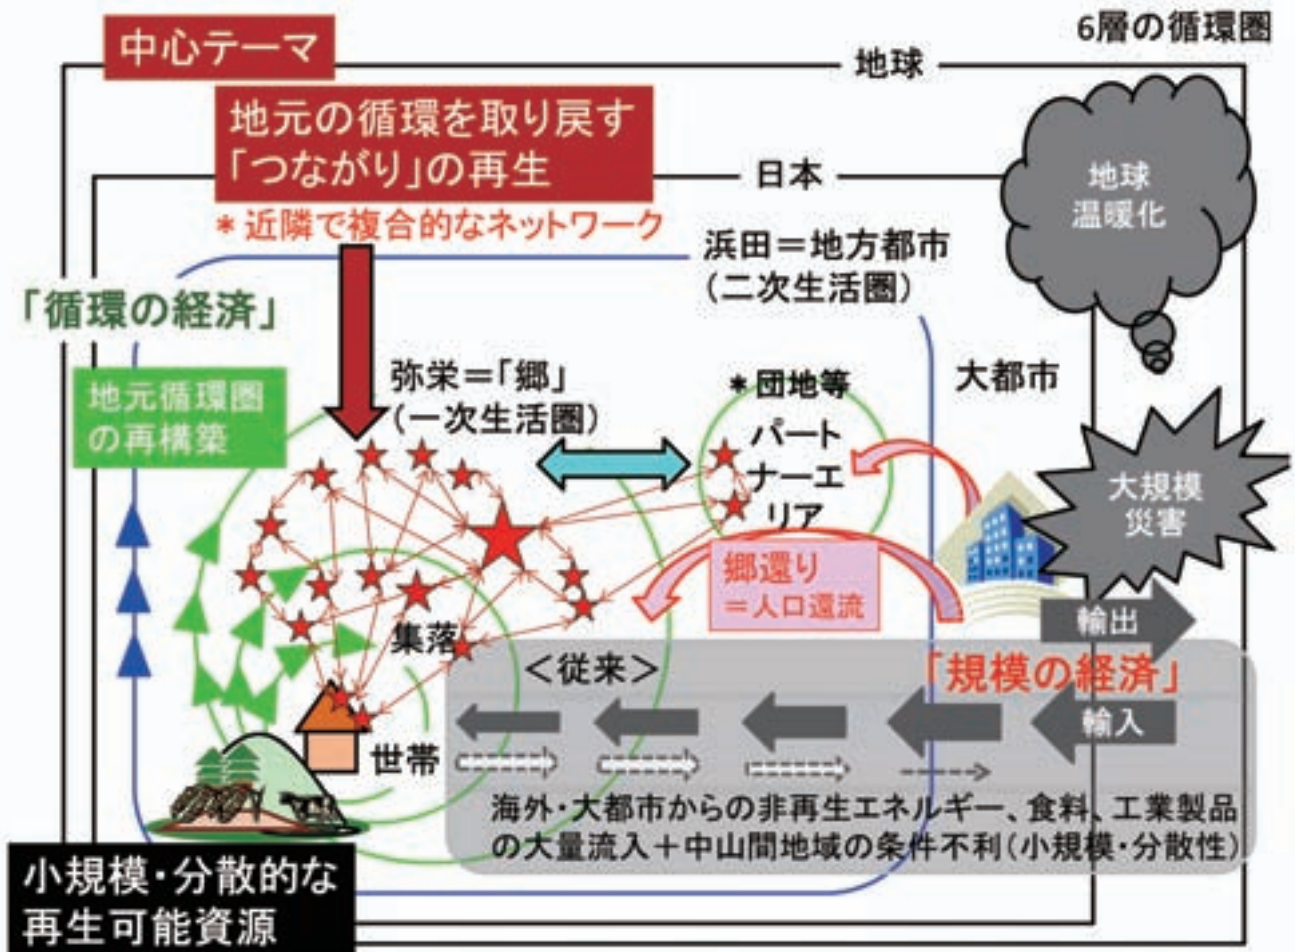 6層の循環圏
中心テーマ
地球
地元の循環を取り戻す
「つながり」の再生
日本
地球
温暖化
*近隣で複合的なネットワーク
浜田＝地方都市
(二次生活圏)
「循環の経済」
弥栄＝「郷」
(一次生活圏)
*団地等
大都市
地元循環圏
の再構築
パート
ナーエ
リア
大規模
災害
郷還り
＝人口還流
輸出
集落
＜従来＞
「規模の経済」
輸入
世帯
海外・大都市からの非再生エネルギー、食料、工業製品
の大量流入＋中山間地域の条件不利(小規模・分散性)
小規模・分散的な
再生可能資源